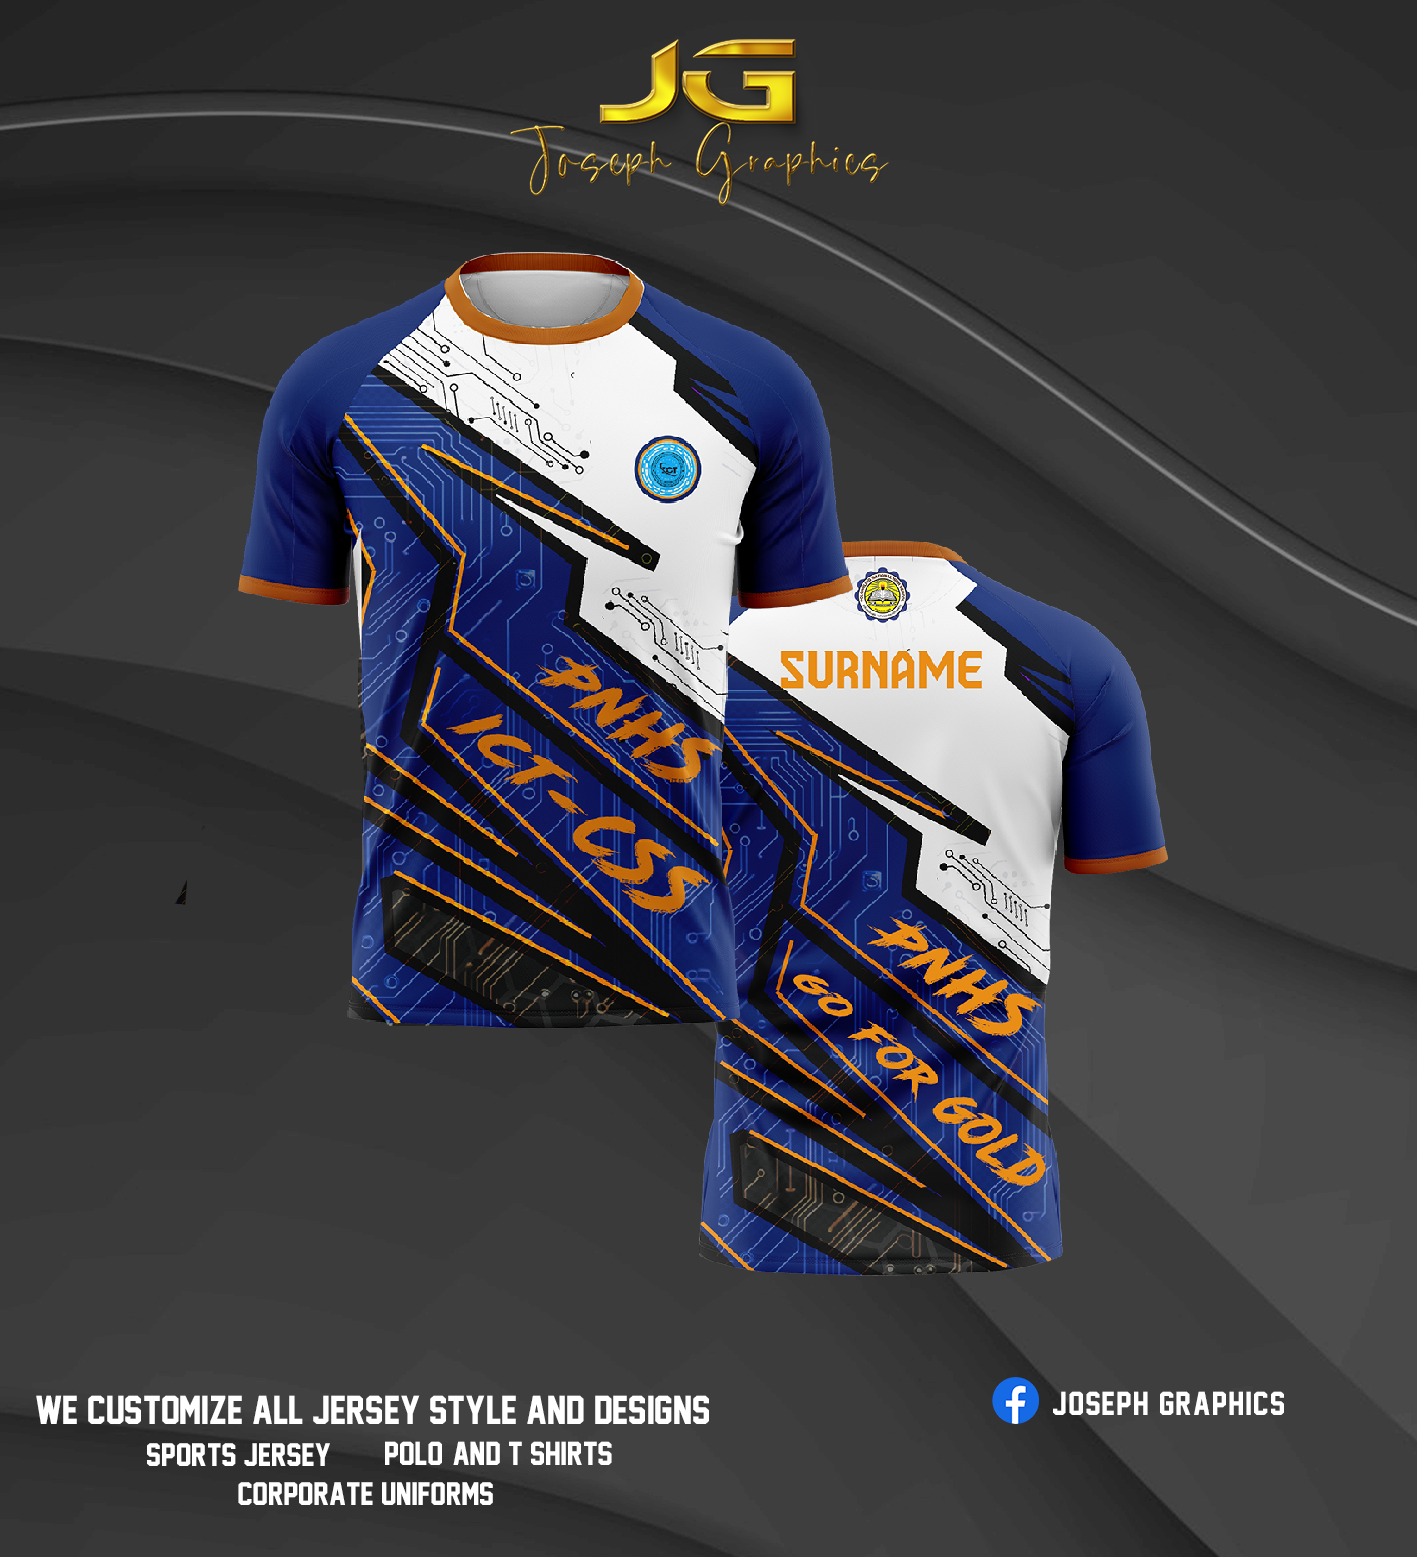 JG
Joseph Graphics
ICT
SURNAME
PNHS
ICT-CSS
PNHS
GO FOR GOLD
WE CUSTOMIZE ALL JERSEY STYLE AND DESIGNS
SPORTS JERSEY POLO AND T SHIRTS
CORPORATE UNIFORMS
JOSEPH GRAPHICS